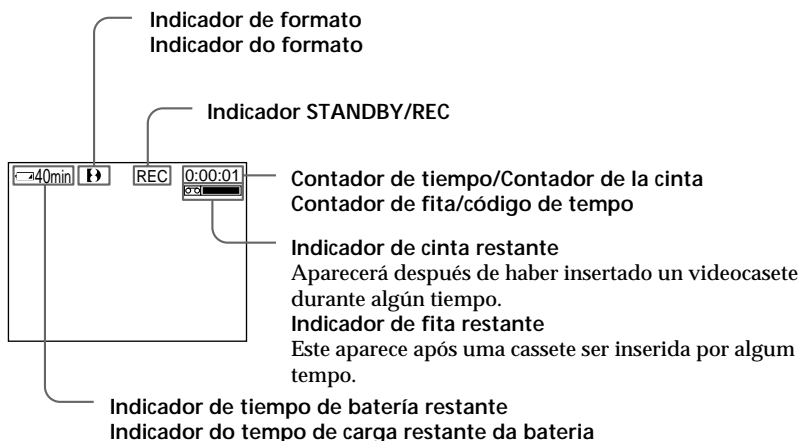 Indicador de formato
Indicador do formato
Indicador STANDBY/REC
40min
REC
0:00:01
Contador de tiempo/Contador de la cinta
Contador de fita/código de tempo
Indicador de cinta restante
Aparecerá después de haber insertado un videocasete
durante algún tiempo.
Indicador de fita restante
Este aparece após uma cassete ser inserida por algum
tempo.
Indicador de tiempo de batería restante
Indicador do tempo de carga restante da bateria